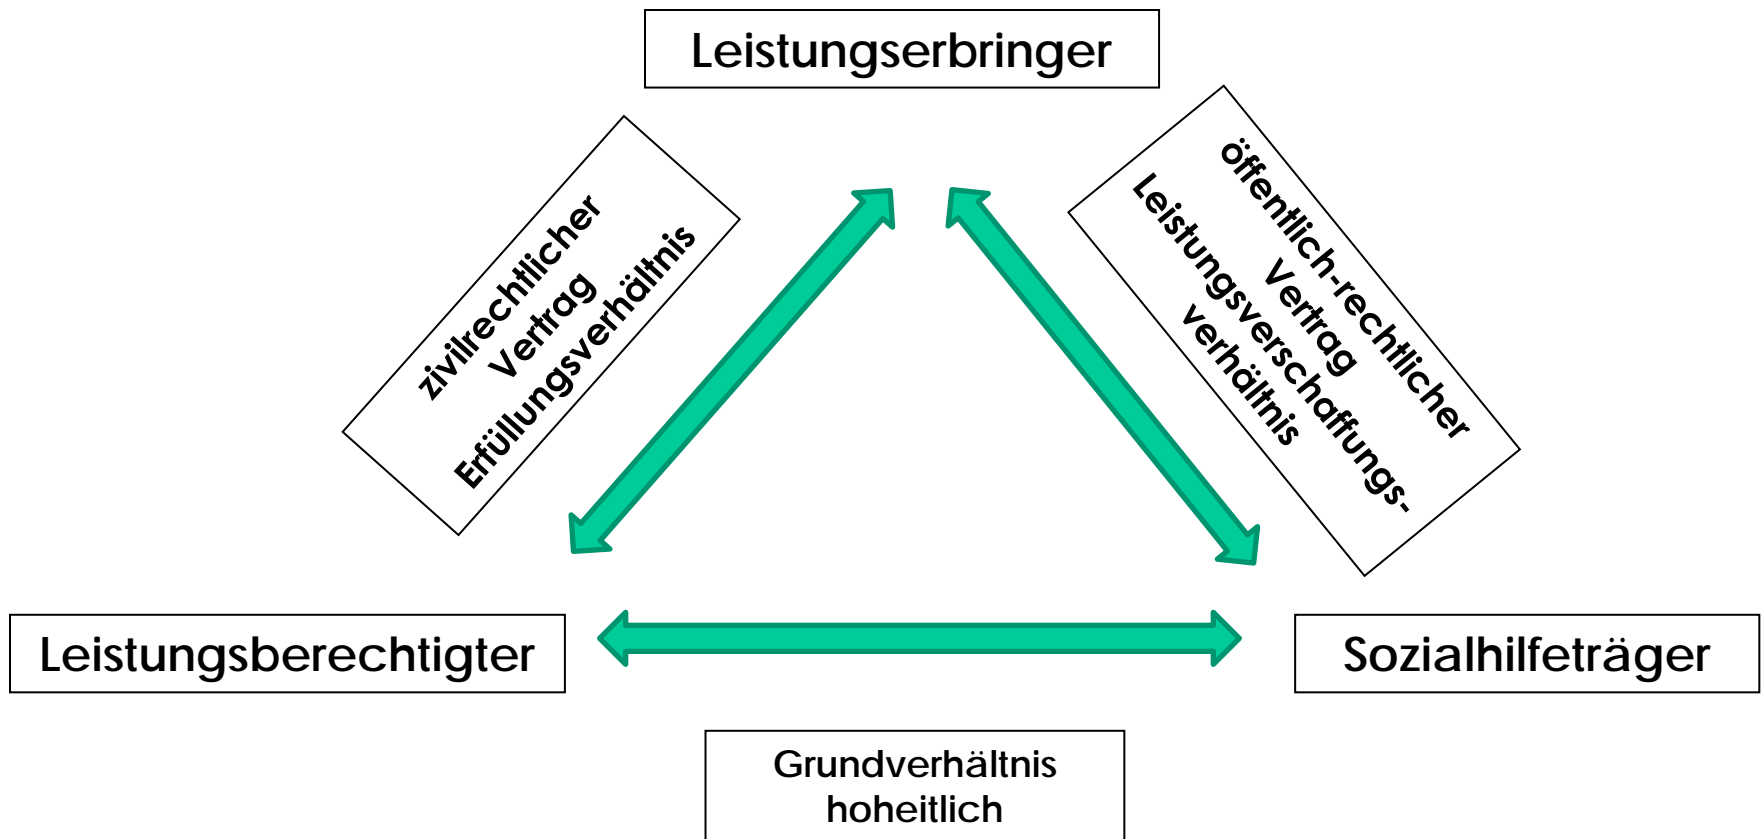 Leistungserbringer
zivilrechtlicher
Vertrag
Erfüllungsverhältnis
öffentlich-rechtlicher
Vertrag
Leistungsverschaffungs-
verhältnis
Leistungsberechtigter
Sozialhilfeträger
Grundverhältnis
hoheitlich